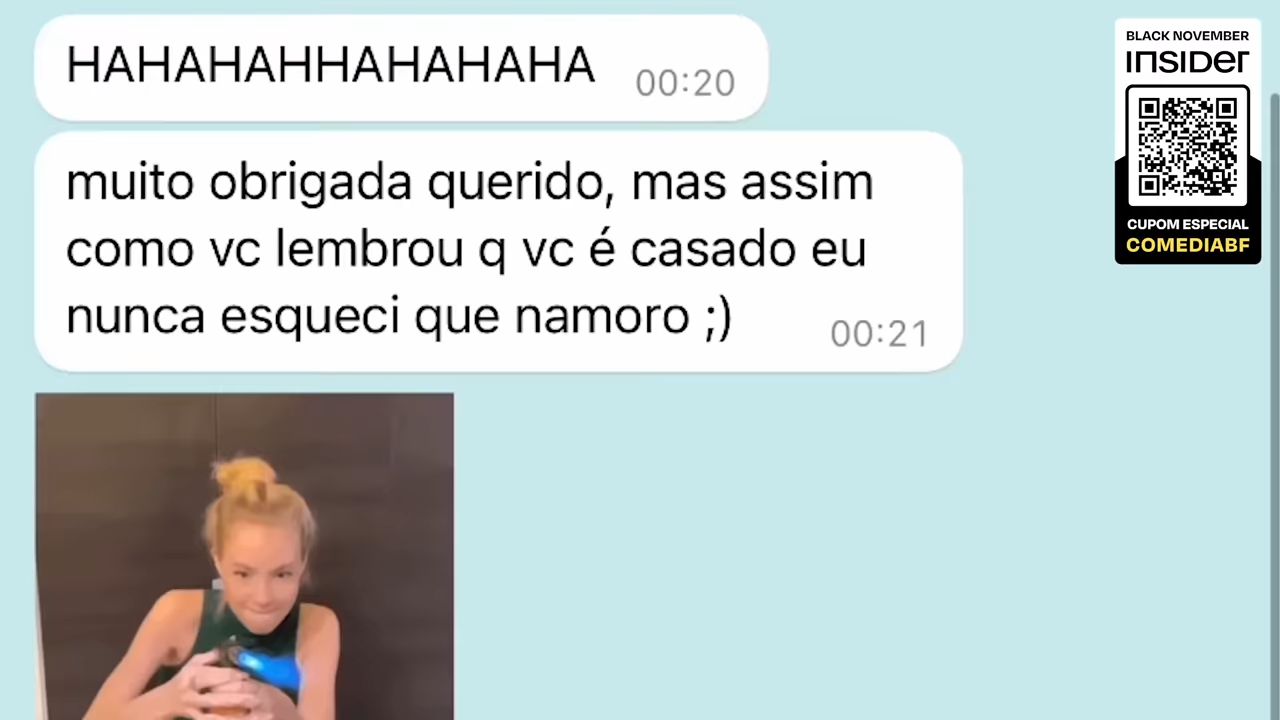 HAHAHAHHAHAHAHA
00:20
muito obrigada querido, mas assim
como vc lembrou q vc é casado eu
nunca esqueci que namoro ;)
00:21
BLACK NOVEMBER
INSIDER
CUPOM ESPECIAL
COMEDIABF